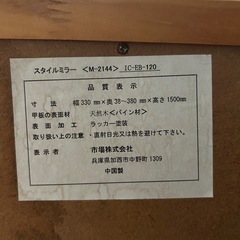 スタイルミラー <M-2144> IC-EB-120
品質表示
寸法 幅330mm×奥38~380mm×高さ1500mm
甲板の表面材 天然木<パイン材>
表面加工 ラッカー塗装
取り扱い上の注意 ・直射日光又は熱を避けて下さい。
表示者 市場株式会社
兵庫県加西市中野町1309
中国製